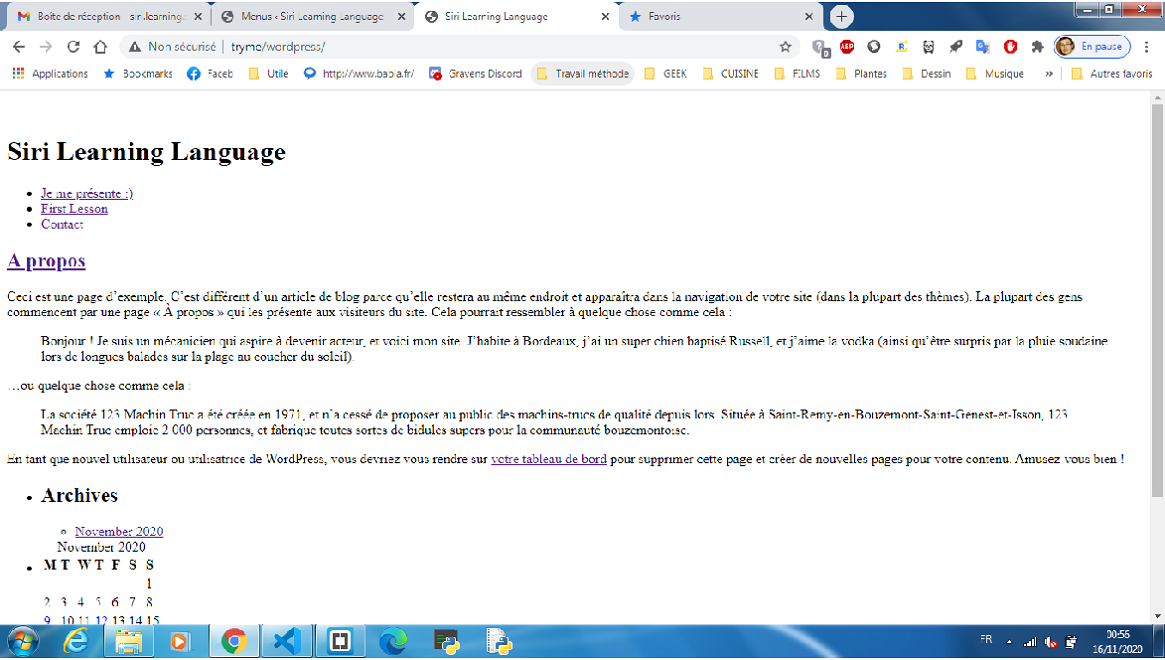 Boîte de réception - siri.learning.
Menus ‹ Siri Learning Language
Siri Learning Language
Favoris
Non sécurisé | tryme/wordpress/
ABP
En pause
Applications
Bookmarks
Faceb
Utile
http://www.bab.la/fr/
Gravens Discord
Travail méthode
GEEK
CUISINE
FILMS
Plantes
Dessin
Musique
»
Autres favoris
Siri Learning Language
Je me présente :)
First Lesson
Contact
A propos
Ceci est une page d’exemple. C’est différent d’un article de blog parce qu’elle restera au même endroit et apparaîtra dans la navigation de votre site (dans la plupart des thèmes). La plupart des gens
commencent par une page « À propos » qui les présente aux visiteurs du site. Cela pourrait ressembler à quelque chose comme cela :
Bonjour ! Je suis un mécanicien qui aspire à devenir acteur, et voici mon site. J’habite à Bordeaux, j’ai un super chien baptisé Russell, et j’aime la vodka (ainsi qu’être surpris par la pluie soudaine
lors de longues balades sur la plage au coucher du soleil).
…ou quelque chose comme cela :
La société 123 Machin Truc a été créée en 1971, et n’a cessé de proposer au public des machins-trucs de qualité depuis lors. Située à Saint-Remy-en-Bouzemont-Saint-Genest-et-Isson, 123
Machin Truc emploie 2 000 personnes, et fabrique toutes sortes de bidules supers pour la communauté bouzemontoise.
En tant que nouvel utilisateur ou utilisatrice de WordPress, vous devriez vous rendre sur votre tableau de bord pour supprimer cette page et créer de nouvelles pages pour votre contenu. Amusez-vous bien !
Archives
November 2020
November 2020
M T W T F S S
1
2 3 4 5 6 7 8
9 10 11 12 13 14 15
FR
00:56
16/11/2020